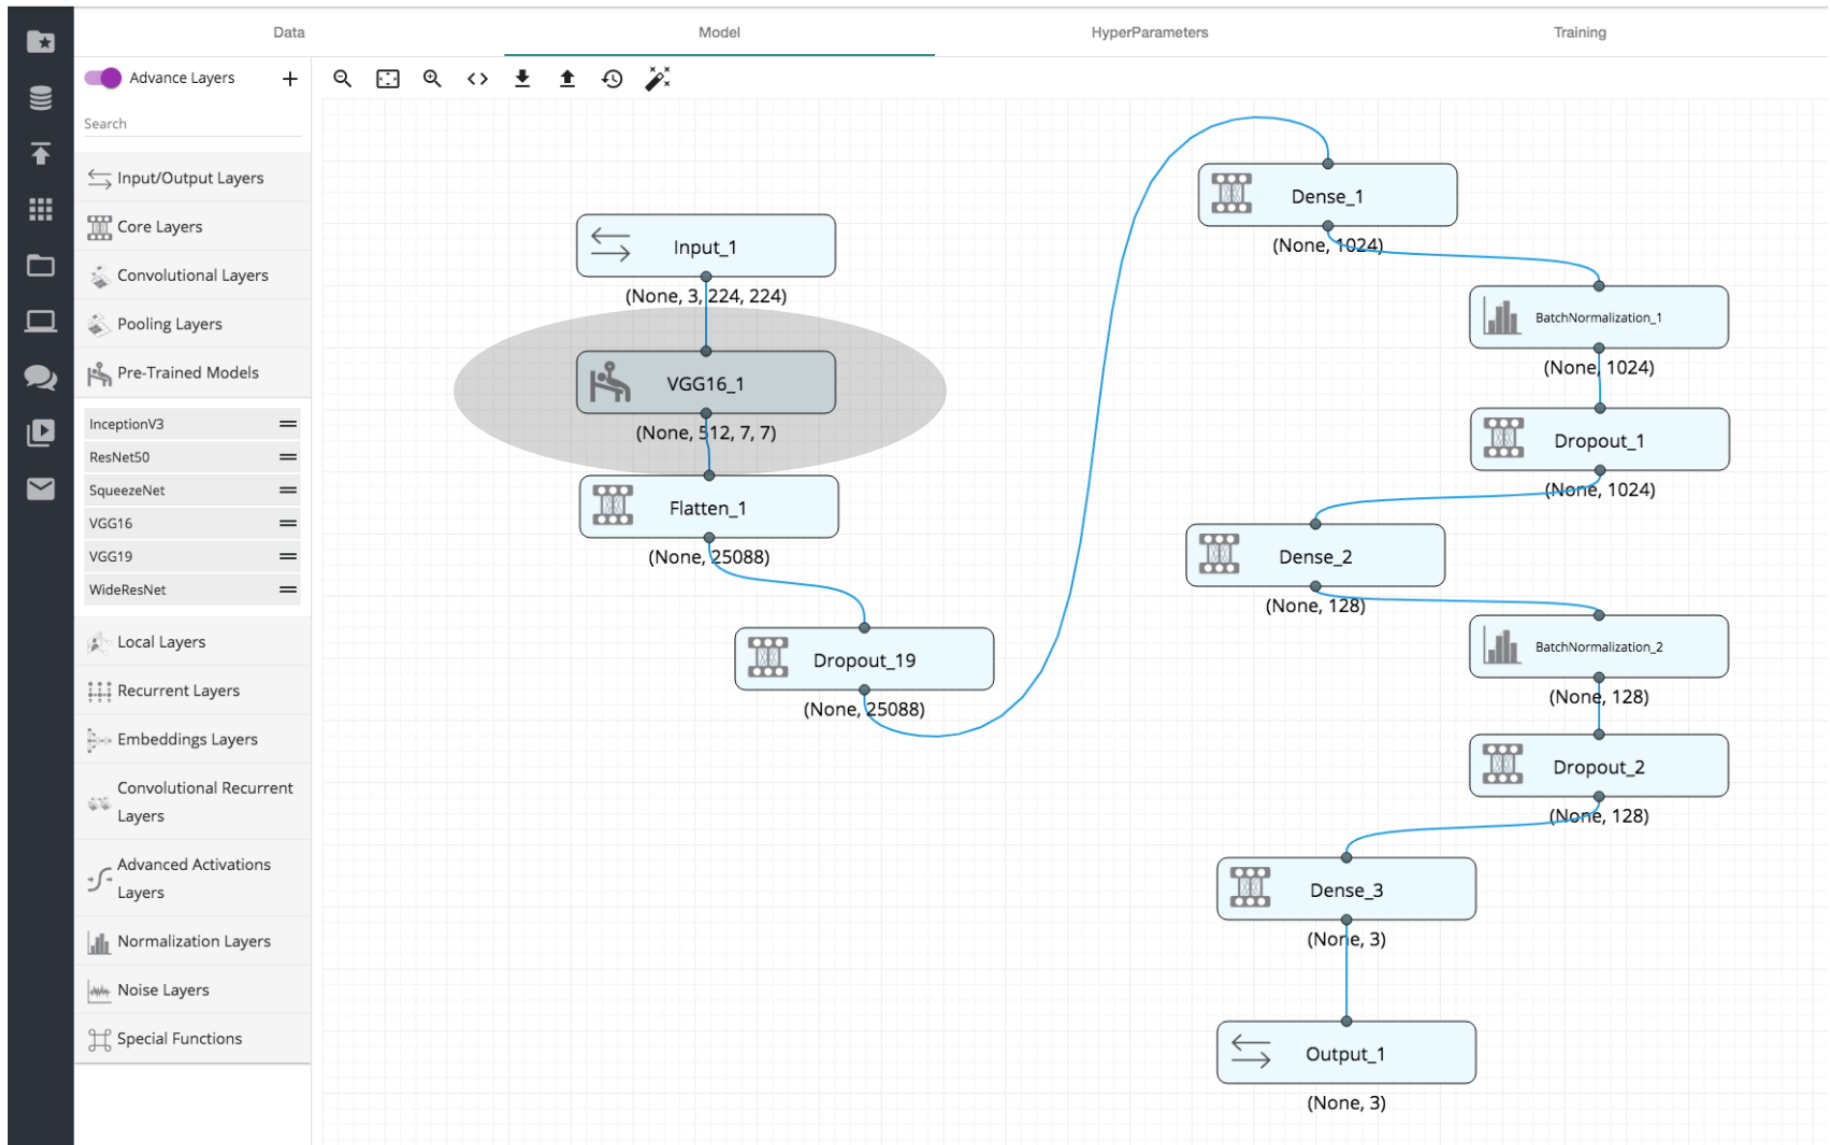 Data
Model
HyperParameters
Training
Advance Layers
Search
Input/Output Layers
Core Layers
Convolutional Layers
Pooling Layers
Pre-Trained Models
InceptionV3
ResNet50
SqueezeNet
VGG16
VGG19
WideResNet
Local Layers
Recurrent Layers
Embeddings Layers
Convolutional Recurrent
Layers
Advanced Activations
Layers
Normalization Layers
Noise Layers
Special Functions
Input_1
(None, 3, 224, 224)
VGG16_1
(None, 512, 7, 7)
Flatten_1
(None, 25088)
Dropout_19
(None, 25088)
Dense_1
(None, 1024)
BatchNormalization_1
(None, 1024)
Dropout_1
(None, 1024)
Dense_2
(None, 128)
BatchNormalization_2
(None, 128)
Dropout_2
(None, 128)
Dense_3
(None, 3)
Output_1
(None, 3)